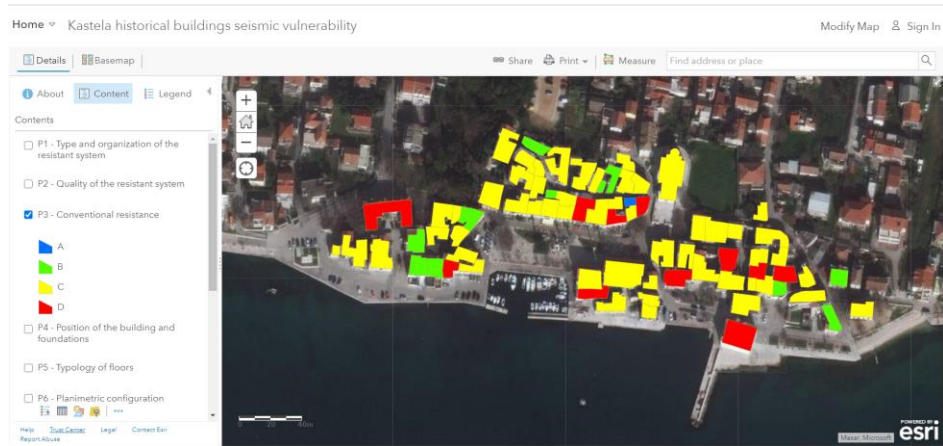 Home Kastela historical buildings seismic vulnerability
Modify Map Sign In
Details Basemap
Share Print Measure Find address or place
About Content Legend
Contents
P1 - Type and organization of the
resistant system
P2 - Quality of the resistant system
P3 - Conventional resistance
A
B
C
D
P4 - Position of the building and
foundations
P5 - Typology of floors
P6 - Planimetric configuration
Help Trust Center Legal Contact Esri
Report Abuse
0 20 40m
Maxar, Microsoft
POWERED BY
esri